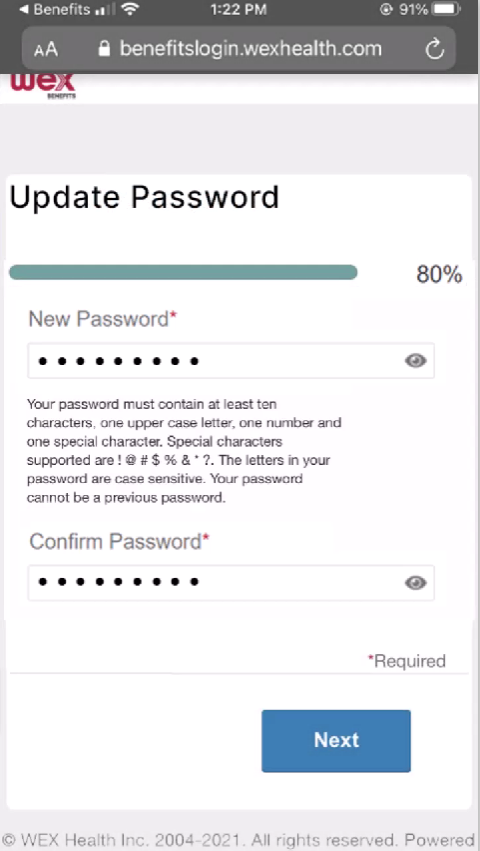 ◀ Benefits 1:22 PM 91%
AA benefitslogin.wexhealth.com
wex
BENEFITS
Update Password
80%
New Password*
•••••••••
Your password must contain at least ten
characters, one upper case letter, one number and
one special character. Special characters
supported are ! @ # $ % & * ?. The letters in your
password are case sensitive. Your password
cannot be a previous password.
Confirm Password*
•••••••••
*Required
Next
© WEX Health Inc. 2004-2021. All rights reserved. Powered